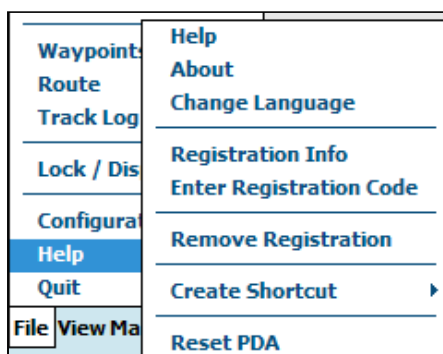 Waypoint
Route
Track Log
Lock / Dis
Configurat
Help
Quit
File View Ma
Help
About
Change Language
Registration Info
Enter Registration Code
Remove Registration
Create Shortcut
Reset PDA